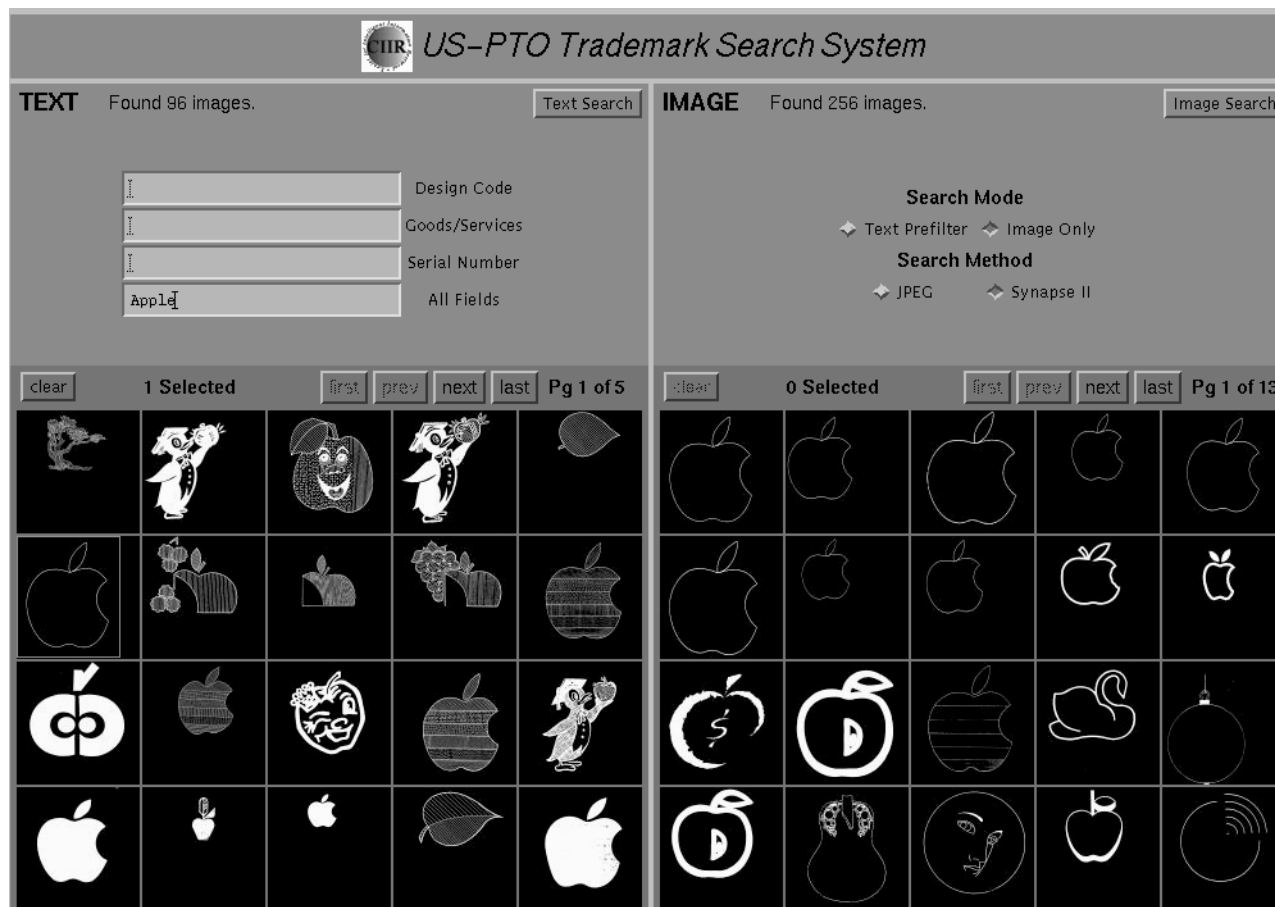 CIIR US-PTO Trademark Search System
TEXT Found 96 images. Text Search
Design Code
Goods/Services
Serial Number
Apple All Fields
clear 1 Selected first prev next last Pg 1 of 5
IMAGE Found 256 images. Image Search
Search Mode
Text Prefilter Image Only
Search Method
JPEG Synapse II
clear 0 Selected first prev next last Pg 1 of 13